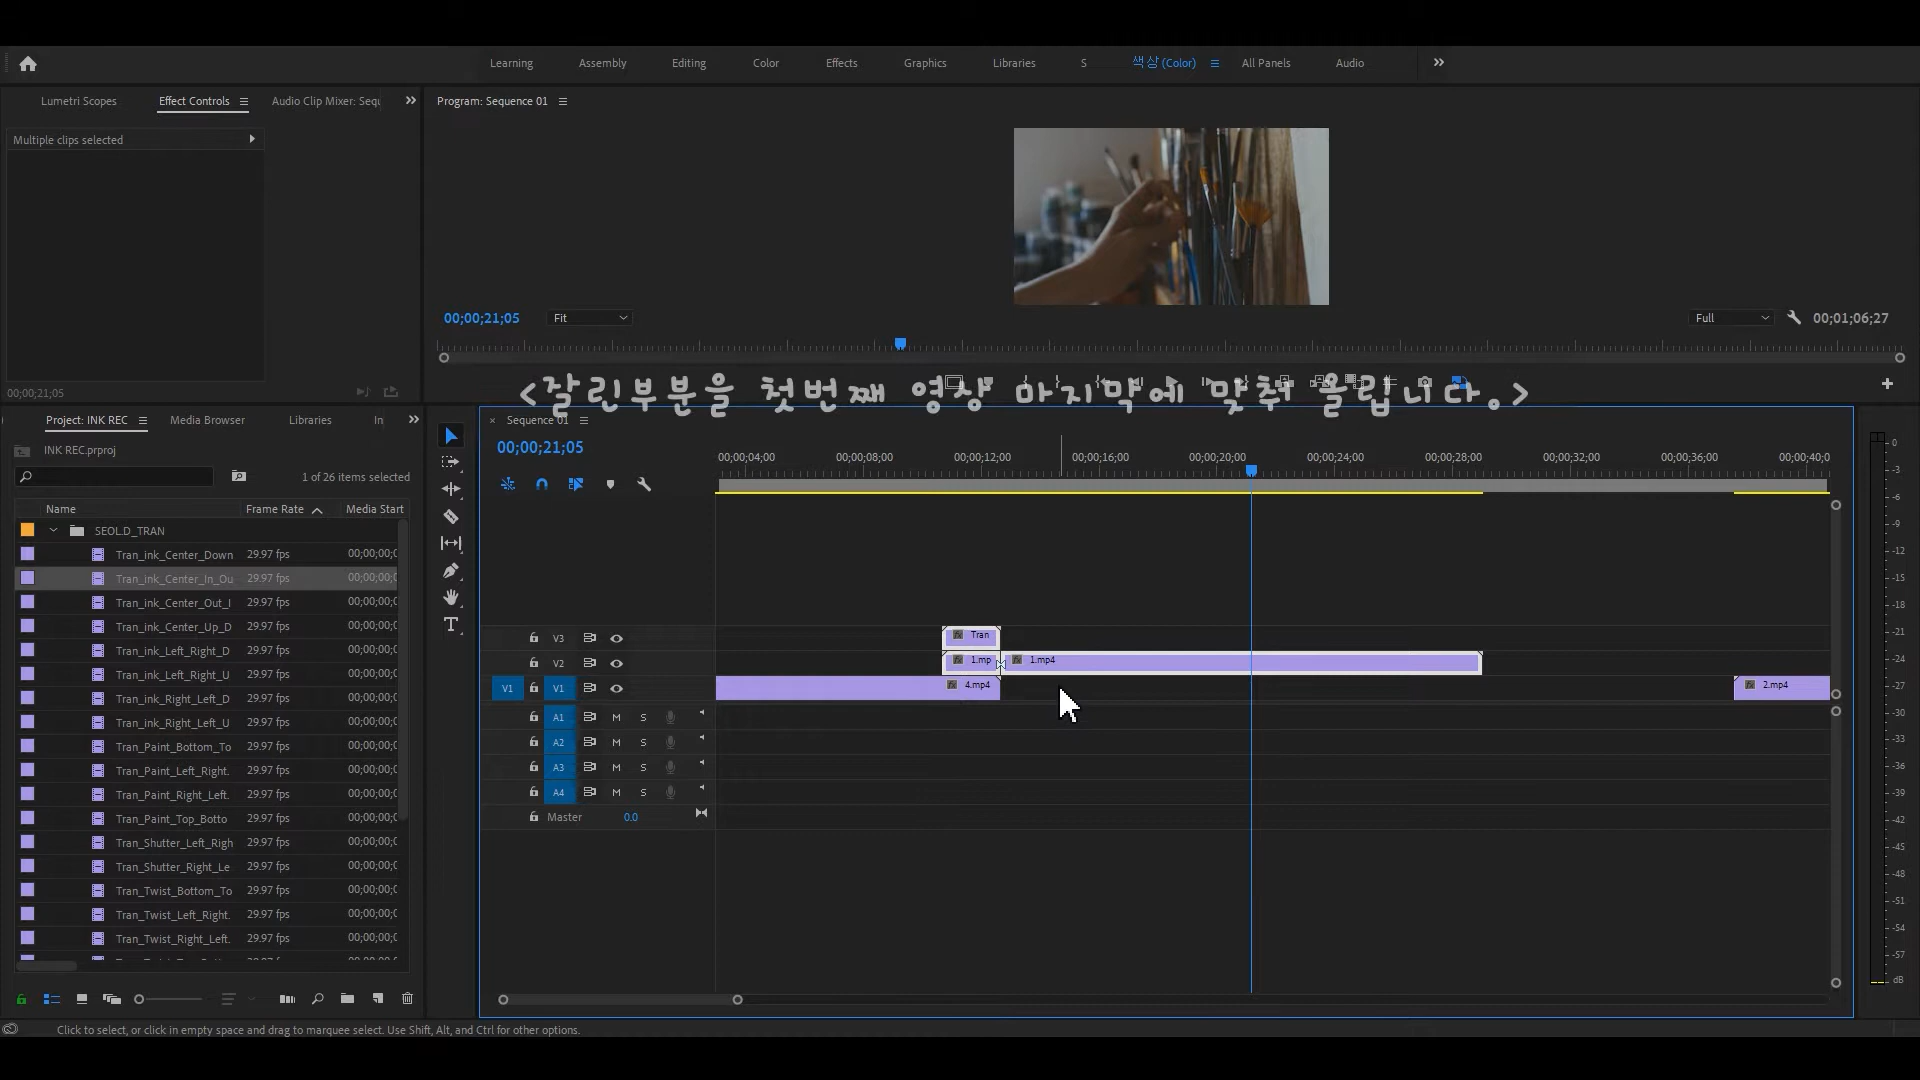 Learning
Assembly
Editing
Color
Effects
Graphics
Libraries
S
색상 (Color)
All Panels
Audio
Lumetri Scopes
Effect Controls
Audio Clip Mixer: Sequ
Program: Sequence 01
Multiple clips selected
00;00;21;05
Fit
Full
00;01;06;27
00;00;21;05
<잘린부분을 첫번째 영상 마지막에 맞춰 올립니다.>
Project: INK REC
Media Browser
Libraries
In
× Sequence 01
INK REC.prproj
00;00;21;05
1 of 26 items selected
00;00;04;00
00;00;08;00
00;00;12;00
00;00;16;00
00;00;20;00
00;00;24;00
00;00;28;00
00;00;32;00
00;00;36;00
00;00;40;0
Name
Frame Rate
Media Start
SEOL.D_TRAN
Tran_ink_Center_Down 29.97 fps 00;00;00;0
Tran_ink_Center_In_Ou 29.97 fps 00;00;00;0
Tran_ink_Center_Out_I 29.97 fps 00;00;00;0
Tran_ink_Center_Up_D 29.97 fps 00;00;00;0
Tran_ink_Left_Right_D 29.97 fps 00;00;00;0
Tran_ink_Left_Right_U 29.97 fps 00;00;00;0
Tran_ink_Right_Left_D 29.97 fps 00;00;00;0
Tran_ink_Right_Left_U 29.97 fps 00;00;00;0
Tran_Paint_Bottom_To 29.97 fps 00;00;00;0
Tran_Paint_Left_Right. 29.97 fps 00;00;00;0
Tran_Paint_Right_Left. 29.97 fps 00;00;00;0
Tran_Paint_Top_Botto 29.97 fps 00;00;00;0
Tran_Shutter_Left_Righ 29.97 fps 00;00;00;0
Tran_Shutter_Right_Le 29.97 fps 00;00;00;0
Tran_Twist_Bottom_To 29.97 fps 00;00;00;0
Tran_Twist_Left_Right. 29.97 fps 00;00;00;0
Tran_Twist_Right_Left. 29.97 fps 00;00;00;0
V3
fx Tran
V2
fx 1.mp
fx 1.mp4
V1 V1
fx 4.mp4
fx 2.mp4
A1 M S
A2 M S
A3 M S
A4 M S
Master 0.0
0
-3
-6
-9
-12
-15
-18
-21
-24
-27
-30
-33
-36
-39
-42
-45
-48
-51
-54
-57
dB
Click to select, or click in empty space and drag to marquee select. Use Shift, Alt, and Ctrl for other options.